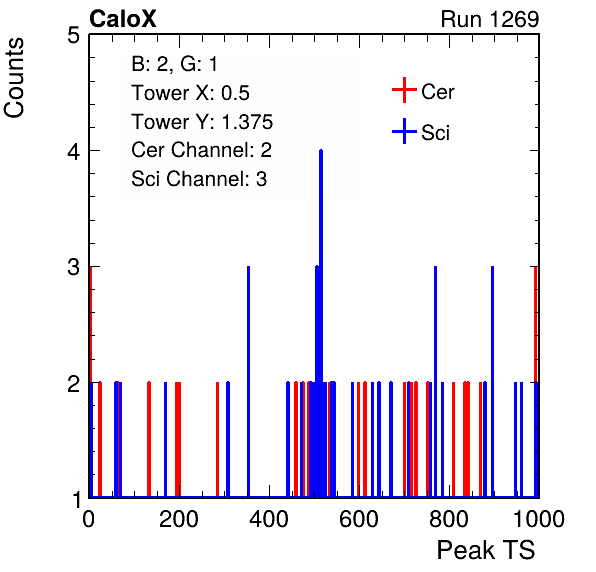 CaloX Run 1269
Counts
5
B: 2, G: 1
Tower X: 0.5
Tower Y: 1.375
Cer Channel: 2
Sci Channel: 3
Cer
Sci
4
3
2
1
0 200 400 600 800 1000
Peak TS